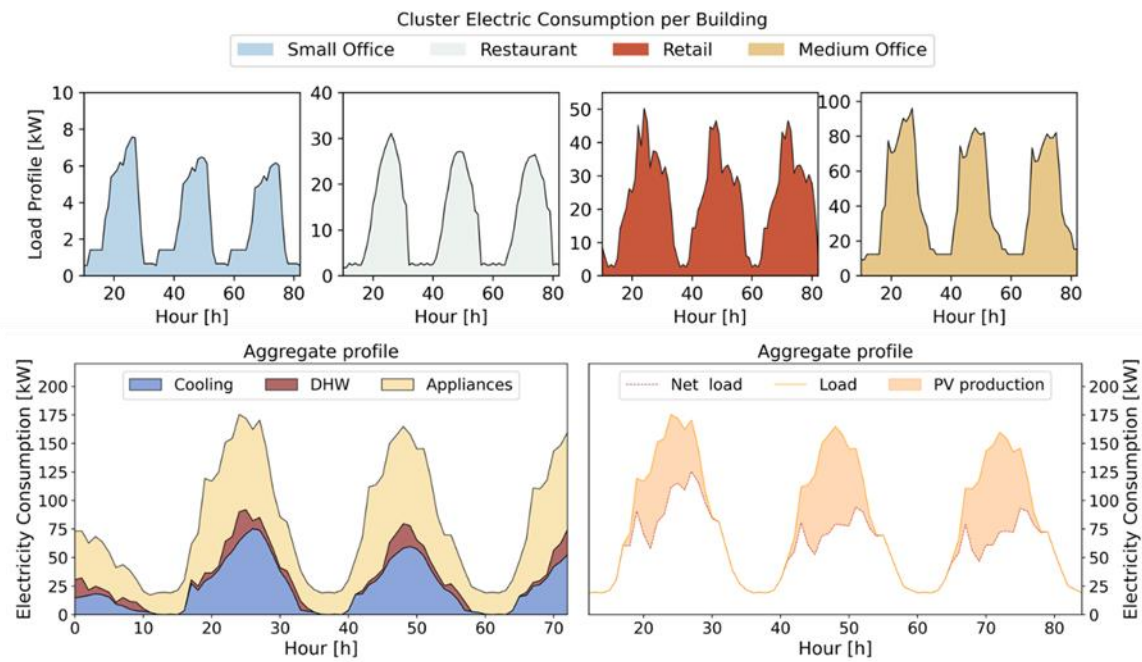 Cluster Electric Consumption per Building
Small Office Restaurant Retail Medium Office
Load Profile [kW]
10
8
6
4
2
0
20 40 60 80
Hour [h]
40
30
20
10
0
20 40 60 80
Hour [h]
50
40
30
20
10
0
20 40 60 80
Hour [h]
100
80
60
40
20
0
20 40 60 80
Hour [h]
Aggregate profile
Cooling DHW Appliances
Electricity Consumption [kW]
200
175
150
125
100
75
50
25
0
0 10 20 30 40 50 60 70
Hour [h]
Aggregate profile
Net load Load PV production
20 30 40 50 60 70 80
Hour [h]
200
175
150
125
100
75
50
25
0
Electricity Consumption [kW]